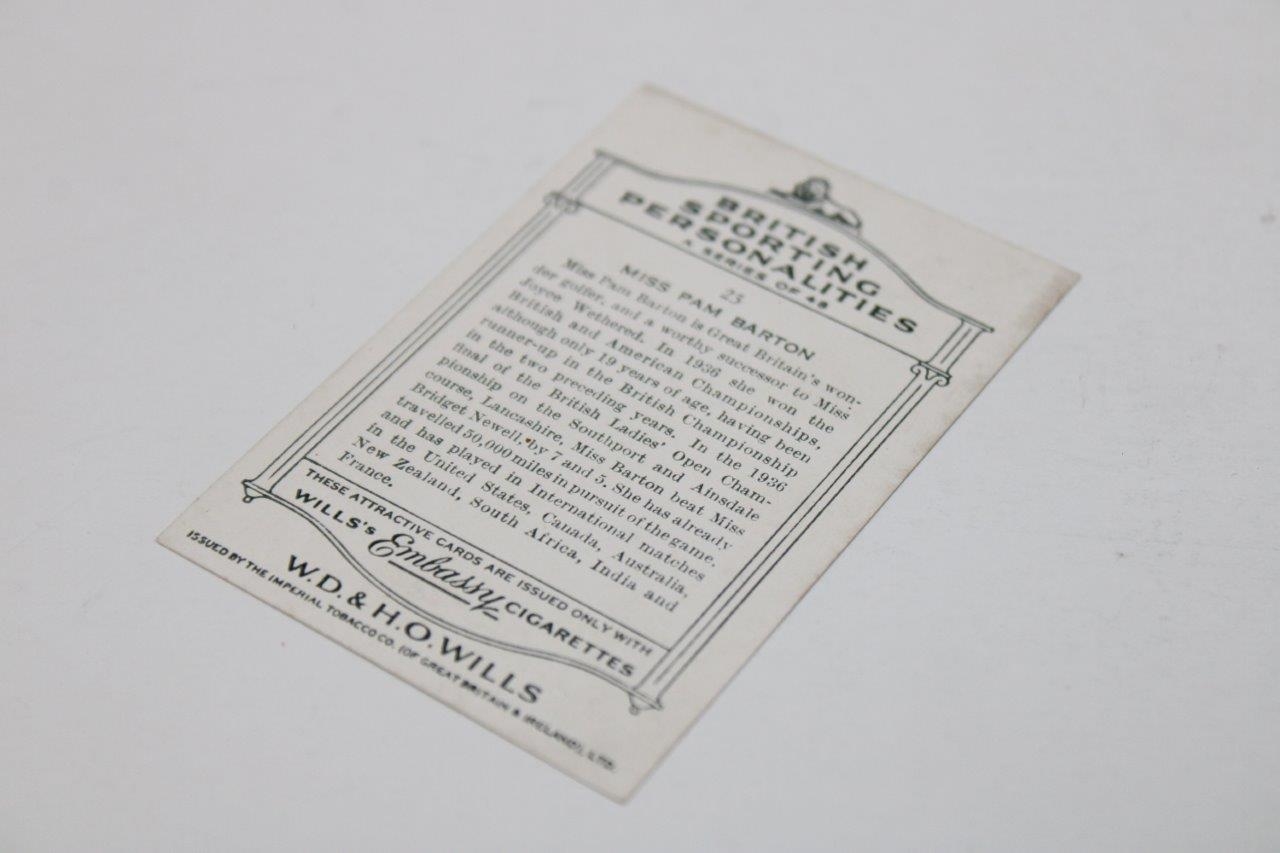 BRITISH
SPORTING
PERSONALITIES
A SERIES OF 48
25
MISS PAM BARTON
Miss Pam Barton is Great Britain's won-
der golfer, and a worthy successor to Miss
Joyce Wethered. In 1936 she won the
British and American Championships,
although only 19 years of age, having been
runner-up in the British Championship
in the two preceding years. In the 1936
final of the British Ladies' Open Cham-
pionship on the Southport and Ainsdale
course, Lancashire, Miss Barton beat Miss
Bridget Newell, by 7 and 5. She has already
travelled 50,000 miles in pursuit of the game,
and has played in International matches
in the United States, Canada, Australia,
New Zealand, South Africa, India and
France.
THESE ATTRACTIVE CARDS ARE ISSUED ONLY WITH
WILLS'S Embassy CIGARETTES
W.D. & H.O. WILLS
ISSUED BY THE IMPERIAL TOBACCO CO. (OF GREAT BRITAIN & IRELAND), LTD.